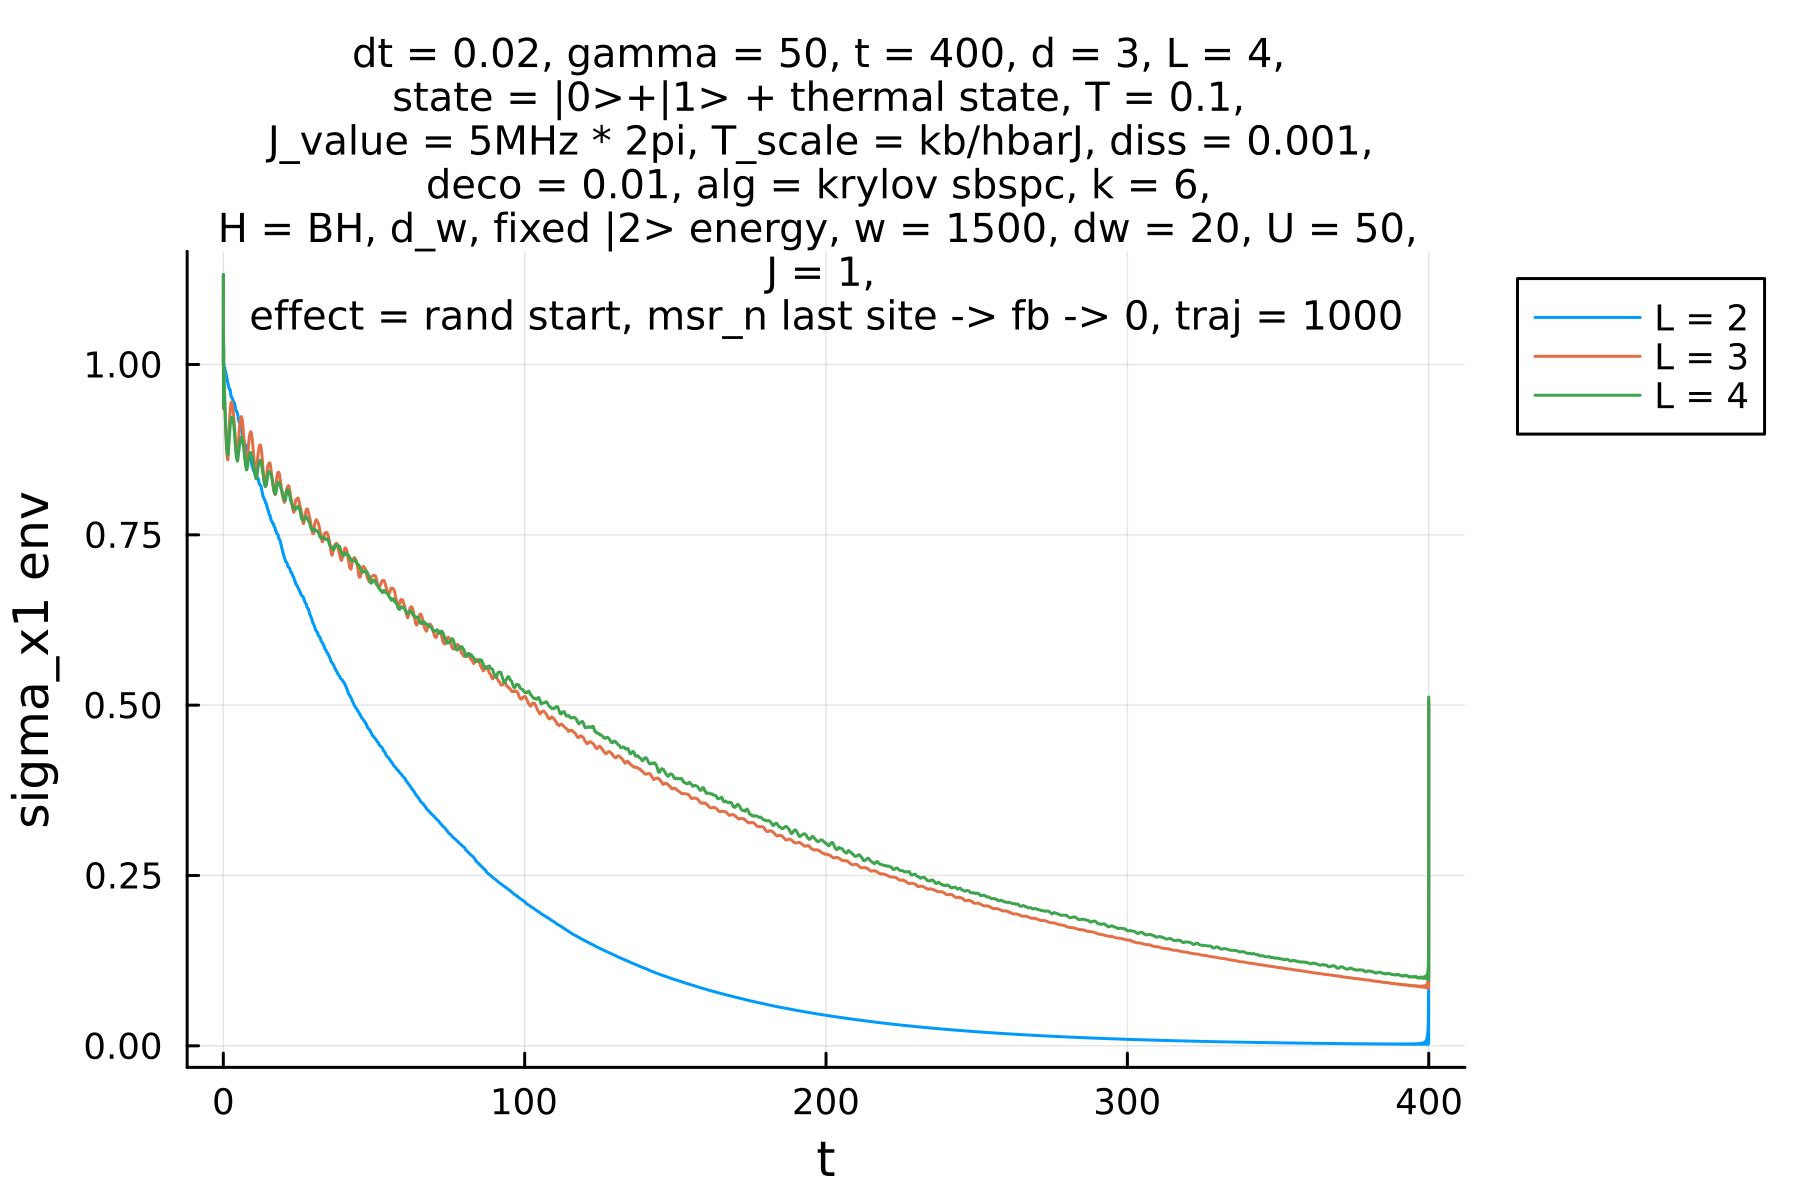 dt = 0.02, gamma = 50, t = 400, d = 3, L = 4,
state = |0>+|1> + thermal state, T = 0.1,
J_value = 5MHz * 2pi, T_scale = kb/hbarJ, diss = 0.001,
deco = 0.01, alg = krylov sbspc, k = 6,
H = BH, d_w, fixed |2> energy, w = 1500, dw = 20, U = 50,
J = 1,
effect = rand start, msr_n last site -> fb -> 0, traj = 1000
L = 2
L = 3
L = 4
sigma_x1 env
1.00
0.75
0.50
0.25
0.00
0 100 200 300 400
t